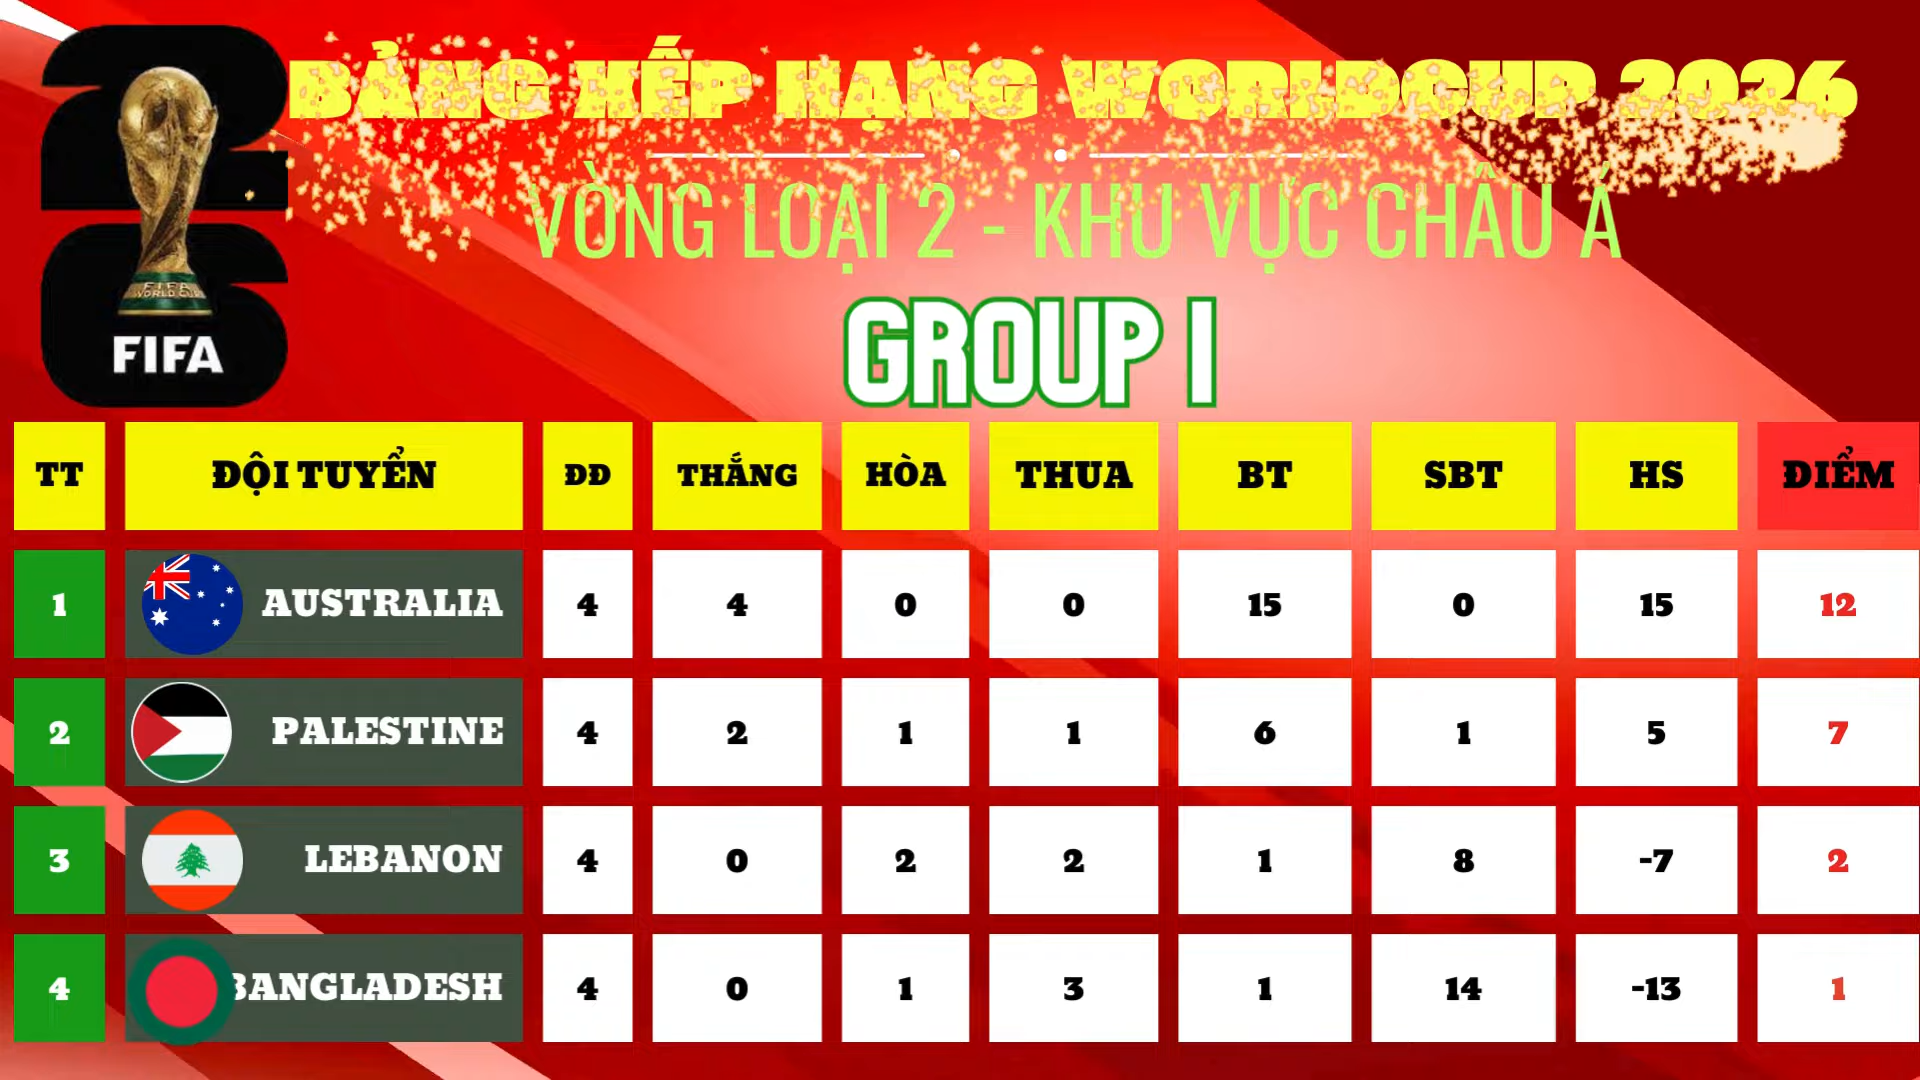 BẢNG XẾP HẠNG WORLDCUP 2026
VÒNG LOẠI 2 - KHU VỰC CHÂU Á
FIFA WORLD CUP
FIFA
GROUP I
TT ĐỘI TUYỂN ĐĐ THẮNG HÒA THUA BT SBT HS ĐIỂM
1 AUSTRALIA 4 4 0 0 15 0 15 12
2 PALESTINE 4 2 1 1 6 1 5 7
3 LEBANON 4 0 2 2 1 8 -7 2
4 BANGLADESH 4 0 1 3 1 14 -13 1